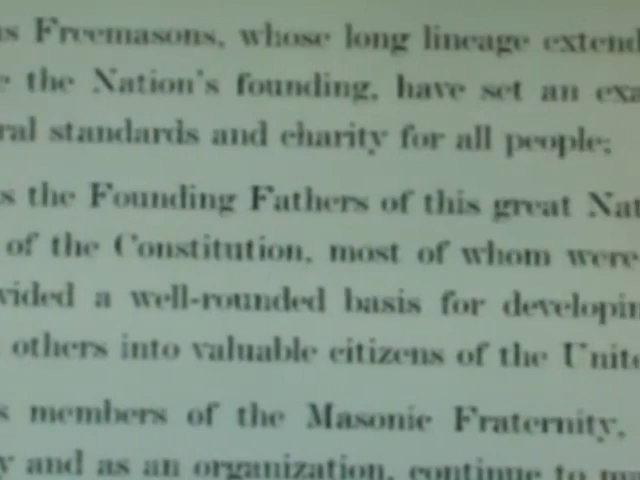 s Freemasons, whose long lineage extend
the Nation's founding, have set an exa
ral standards and charity for all people;
s the Founding Fathers of this great Nat
of the Constitution, most of whom were
vided a well-rounded basis for developin
others into valuable citizens of the Unite
s members of the Masonic Fraternity,
y and as an organization, continue to ma